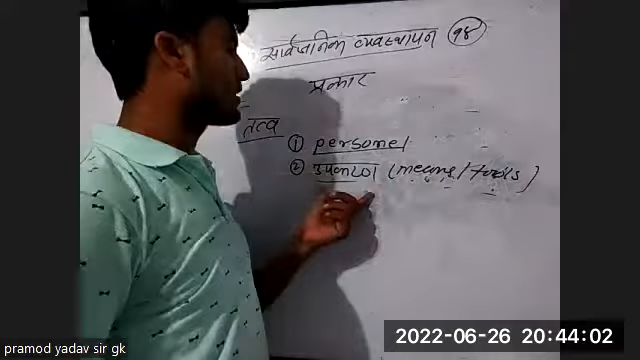 सार्वजनिक व्यवस्थापन १४
प्रकार
तत्व
① personel
② उपकरण (means/tools)
2022-06-26 20:44:02
pramod yadav sir gk